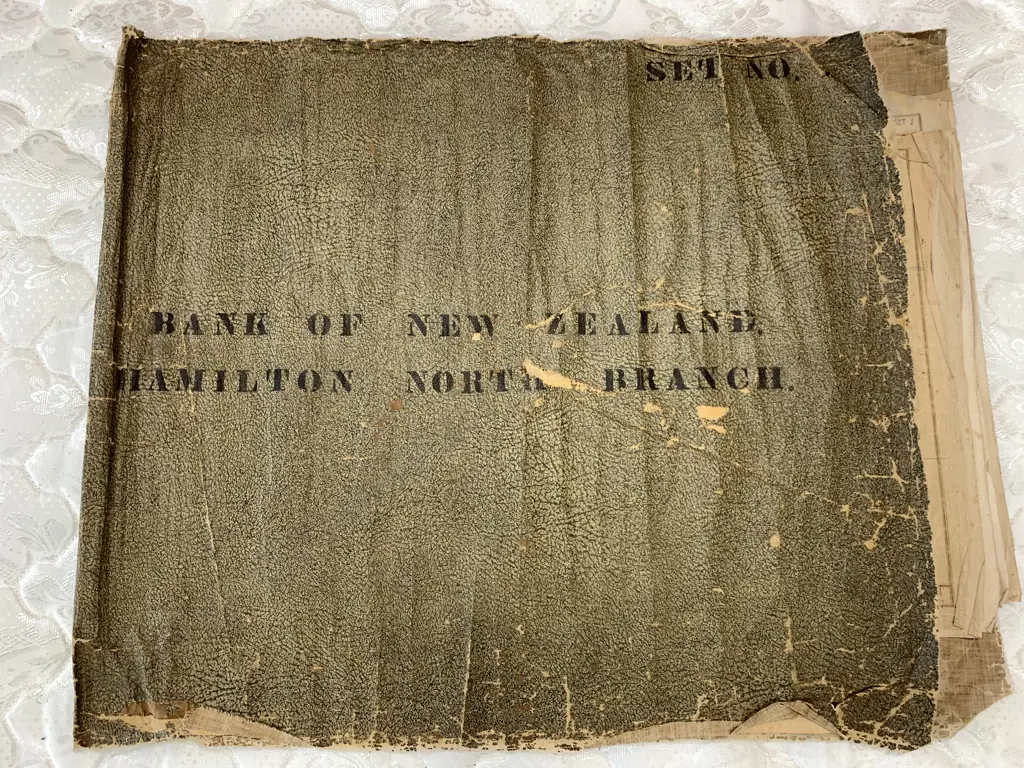 SET NO.
BANK OF NEW ZEALAND.
HAMILTON NORTH BRANCH.